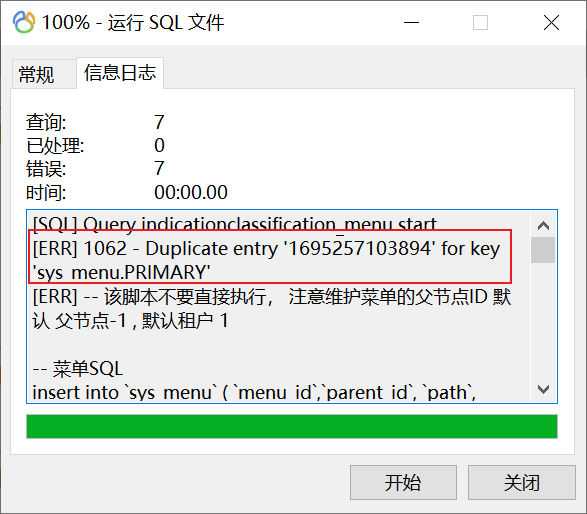 100% - 运行 SQL 文件
常规
信息日志
查询: 7
已处理: 0
错误: 7
时间: 00:00.00
[SQL] Query indicationclassification_menu start
[ERR] 1062 - Duplicate entry '1695257103894' for key
'sys_menu.PRIMARY'
[ERR] -- 该脚本不要直接执行， 注意维护菜单的父节点ID 默
认 父节点-1 , 默认租户 1
-- 菜单SQL
insert into `sys_menu` ( `menu_id`,`parent_id`, `path`,
开始
关闭